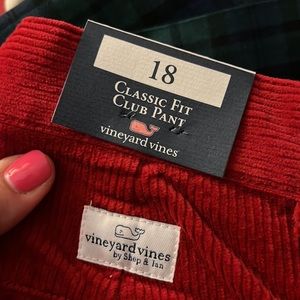 18
Classic Fit
Club Pant
vineyard vines
vineyard vines
by Shep & Ian